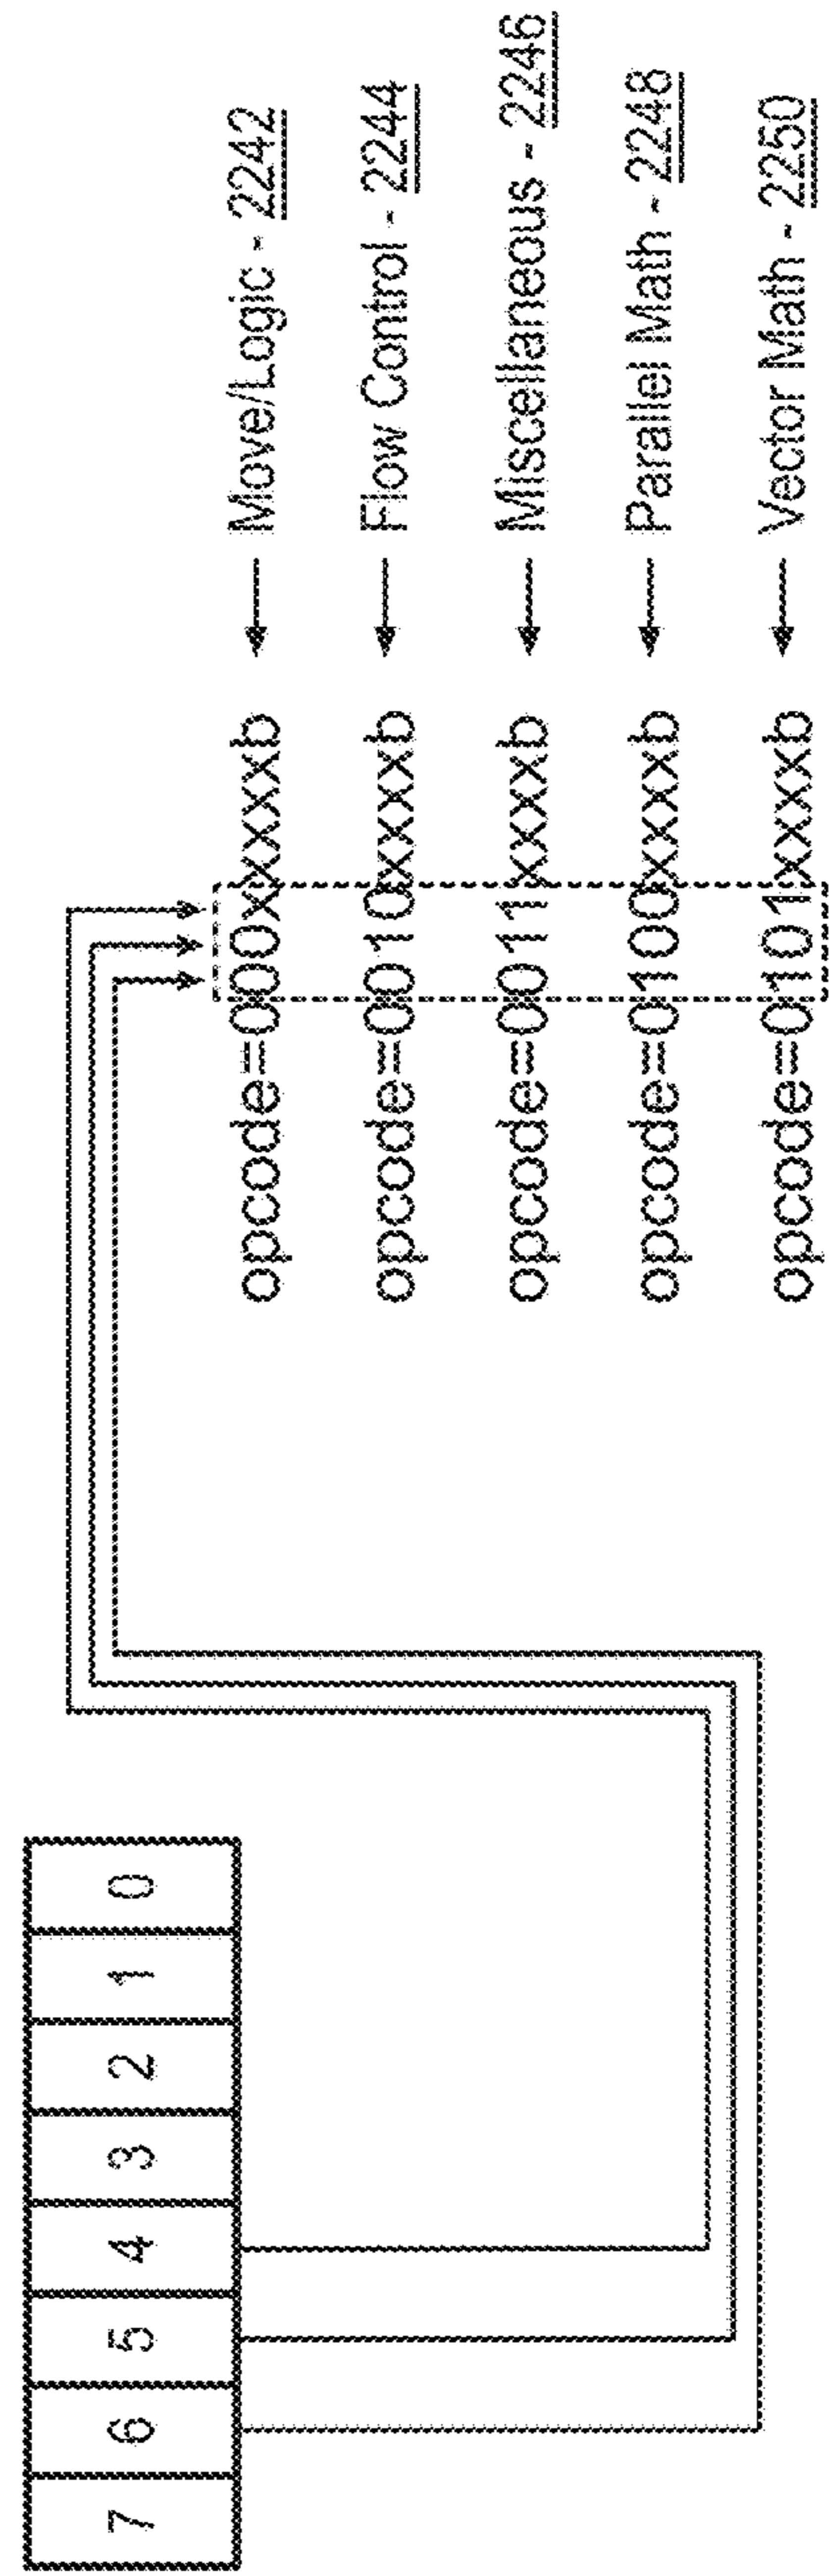 7 6 5 4 3 2 1 0
opcode=000xxxxxb Move/Logic - 2242
opcode=0010xxxxb Flow Control - 2244
opcode=0011xxxxb Miscellaneous - 2246
opcode=0100xxxxb Parallel Math - 2248
opcode=0101xxxxb Vector Math - 2250